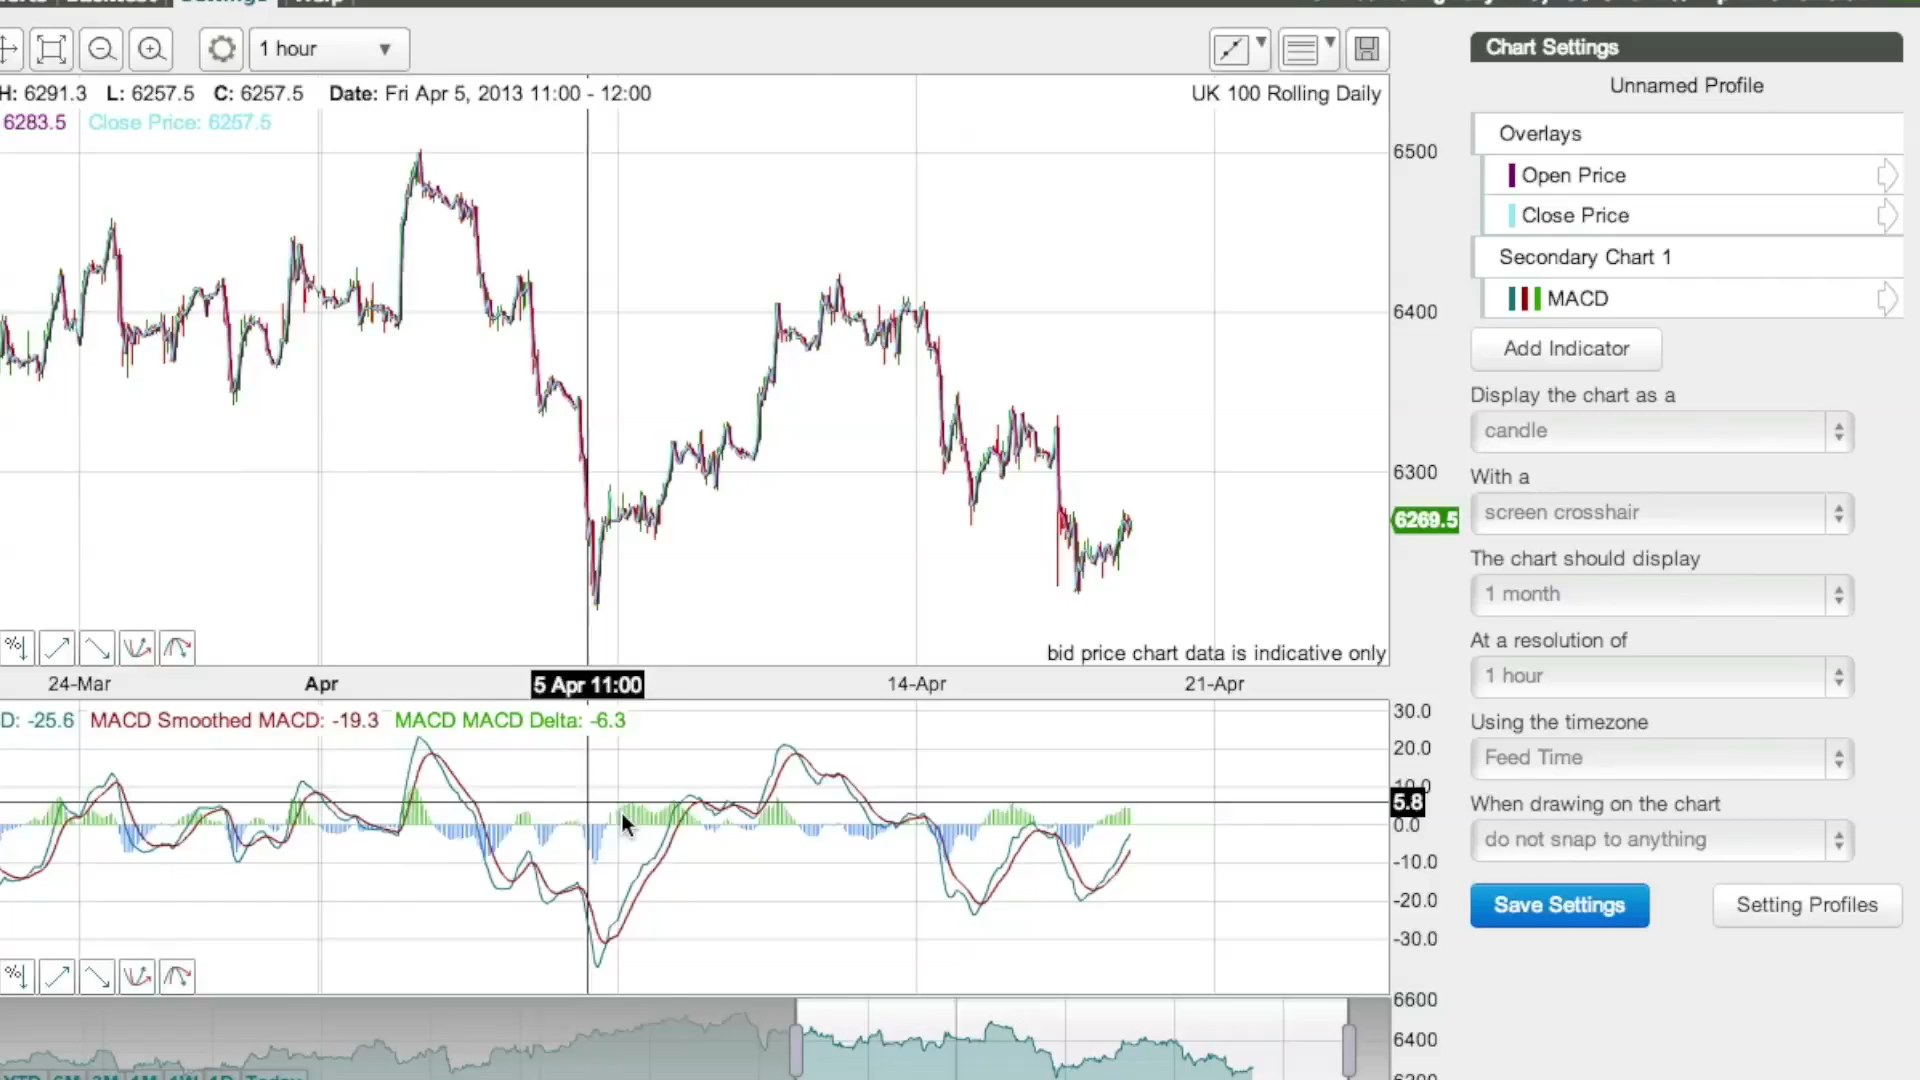 1 hour
H: 6291.3 L: 6257.5 C: 6257.5 Date: Fri Apr 5, 2013 11:00 - 12:00 UK 100 Rolling Daily
6283.5 Close Price: 6257.5
6500
6400
6300
6269.5
bid price chart data is indicative only
24-Mar Apr 5 Apr 11:00 14-Apr 21-Apr
D: -25.6 MACD Smoothed MACD: -19.3 MACD MACD Delta: -6.3
30.0
20.0
10.0
5.8
0.0
-10.0
-20.0
-30.0
6600
6400
Chart Settings
Unnamed Profile
Overlays
Open Price
Close Price
Secondary Chart 1
MACD
Add Indicator
Display the chart as a
candle
With a
screen crosshair
The chart should display
1 month
At a resolution of
1 hour
Using the timezone
Feed Time
When drawing on the chart
do not snap to anything
Save Settings Setting Profiles